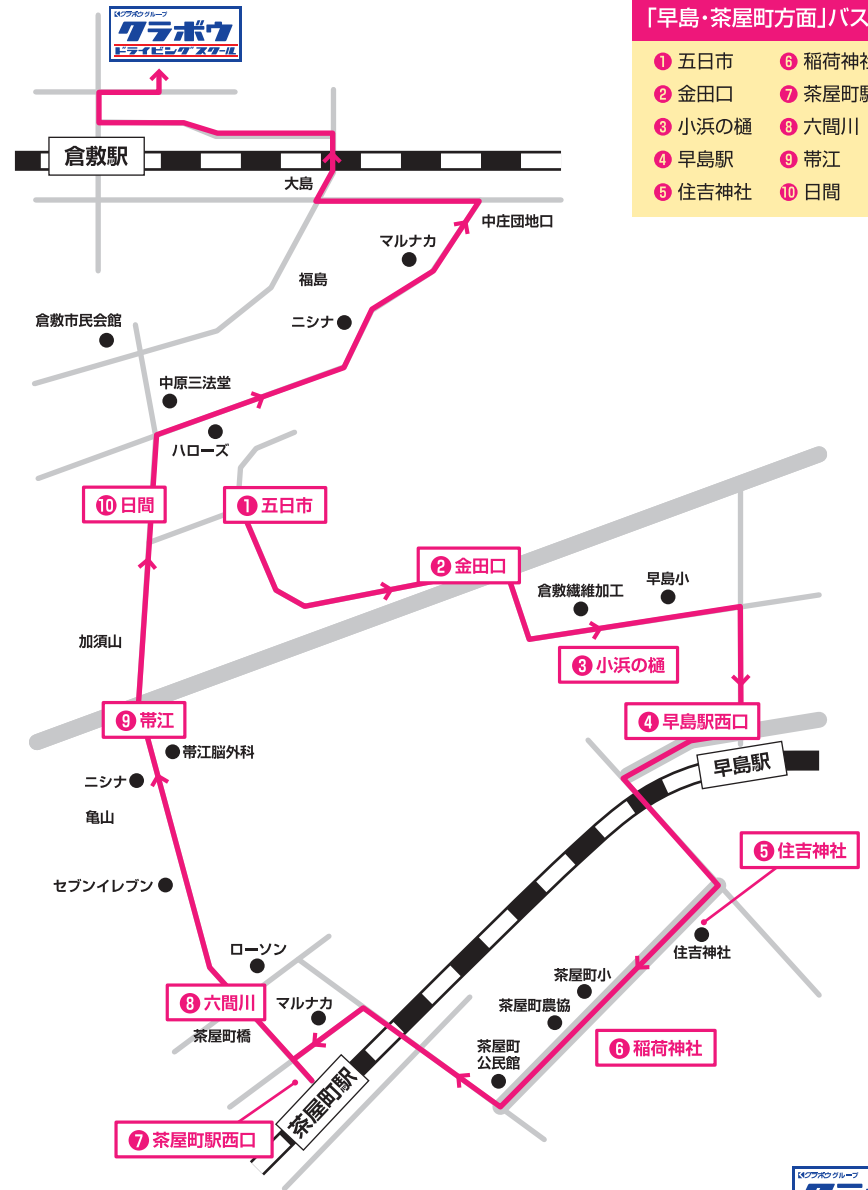 クラボウグループ
クラボウ
ドライビングスクール
「早島・茶屋町方面」バス
❶ 五日市
❷ 金田口
❸ 小浜の樋
❹ 早島駅
❺ 住吉神社
❻ 稲荷神社
❼ 茶屋町駅
❽ 六間川
❾ 帯江
❿ 日間
倉敷駅
大島
中庄団地口
マルナカ
福島
ニシナ
倉敷市民会館
中原三法堂
ハローズ
❿ 日間
❶ 五日市
❷ 金田口
倉敷繊維加工
早島小
❸ 小浜の樋
加須山
❾ 帯江
❹ 早島駅西口
帯江脳外科
早島駅
ニシナ
亀山
❺ 住吉神社
セブンイレブン
住吉神社
ローソン
茶屋町小
❽ 六間川
マルナカ
茶屋町農協
茶屋町橋
茶屋町
公民館
❻ 稲荷神社
茶屋町駅
❼ 茶屋町駅西口
クラボウグループ